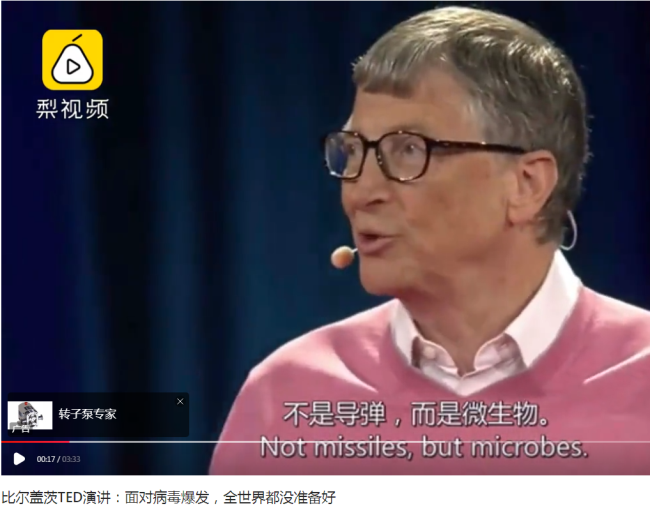 梨视频
不是导弹，而是微生物。
Not missiles, but microbes.
转子泵专家
广告
00:17 / 03:33
比尔盖茨TED演讲：面对病毒爆发，全世界都没准备好